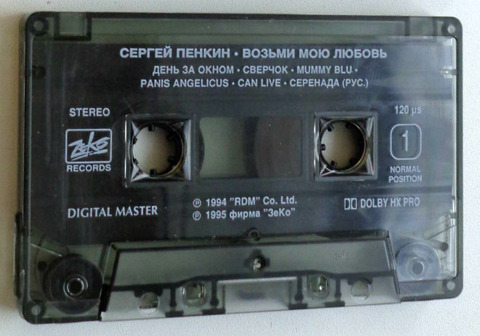 СЕРГЕЙ ПЕНКИН • ВОЗЬМИ МОЮ ЛЮБОВЬ
ДЕНЬ ЗА ОКНОМ • СВЕРЧОК • MUMMY BLU •
PANIS ANGELICUS • CAN LIVE • СЕРЕНАДА (РУС.)
STEREO
120 µs
ZeKo
RECORDS
1
NORMAL
POSITION
DIGITAL MASTER
℗ 1994 "RDM" Co. Ltd.
℗ 1995 фирма "ЗеКо"
DOLBY HX PRO